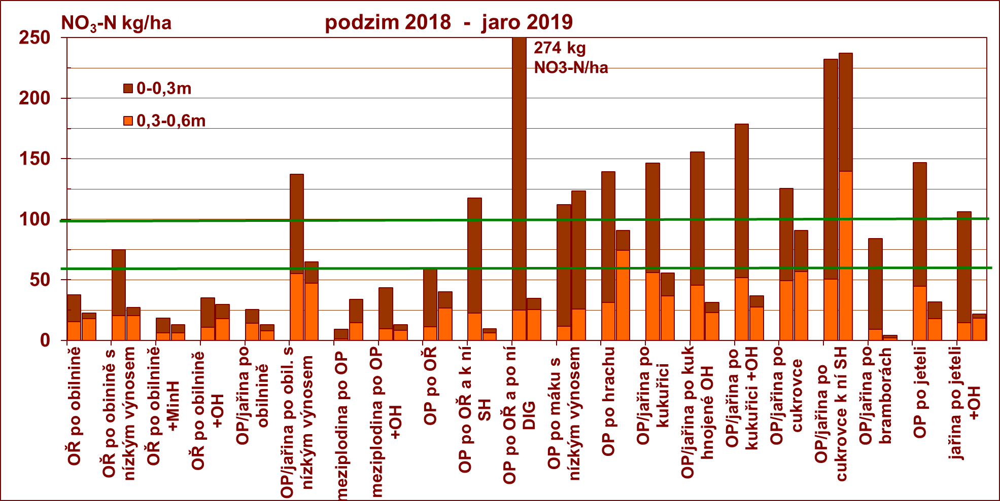 NO₃-N kg/ha
podzim 2018 - jaro 2019
250
200
150
100
50
0
274 kg
NO3-N/ha
0-0,3m
0,3-0,6m
OŘ po obilnině
OŘ po obinině s
nízkým výnosem
OŘ po obilnině
+MinH
OŘ po obilnině
+OH
OP/jařina po
obilnině
OP/jařina po obil. s
nízkým výnosem
meziplodina po OP
meziplodina po OP
+OH
OP po OŘ
OP po OŘ a k ní
SH
OP po OŘ a po ní
DIG
OP po máku s
nízkým výnosem
OP po hrachu
OP/jařina po
kukuřici
OP/jařina po kuk
hnojené OH
OP/jařina po
kukuřici +OH
OP/jařina po
cukrovce
OP/jařina po
cukrovce k ní SH
OP/jařina po
bramborách
OP po jeteli
jařina po jeteli
+OH